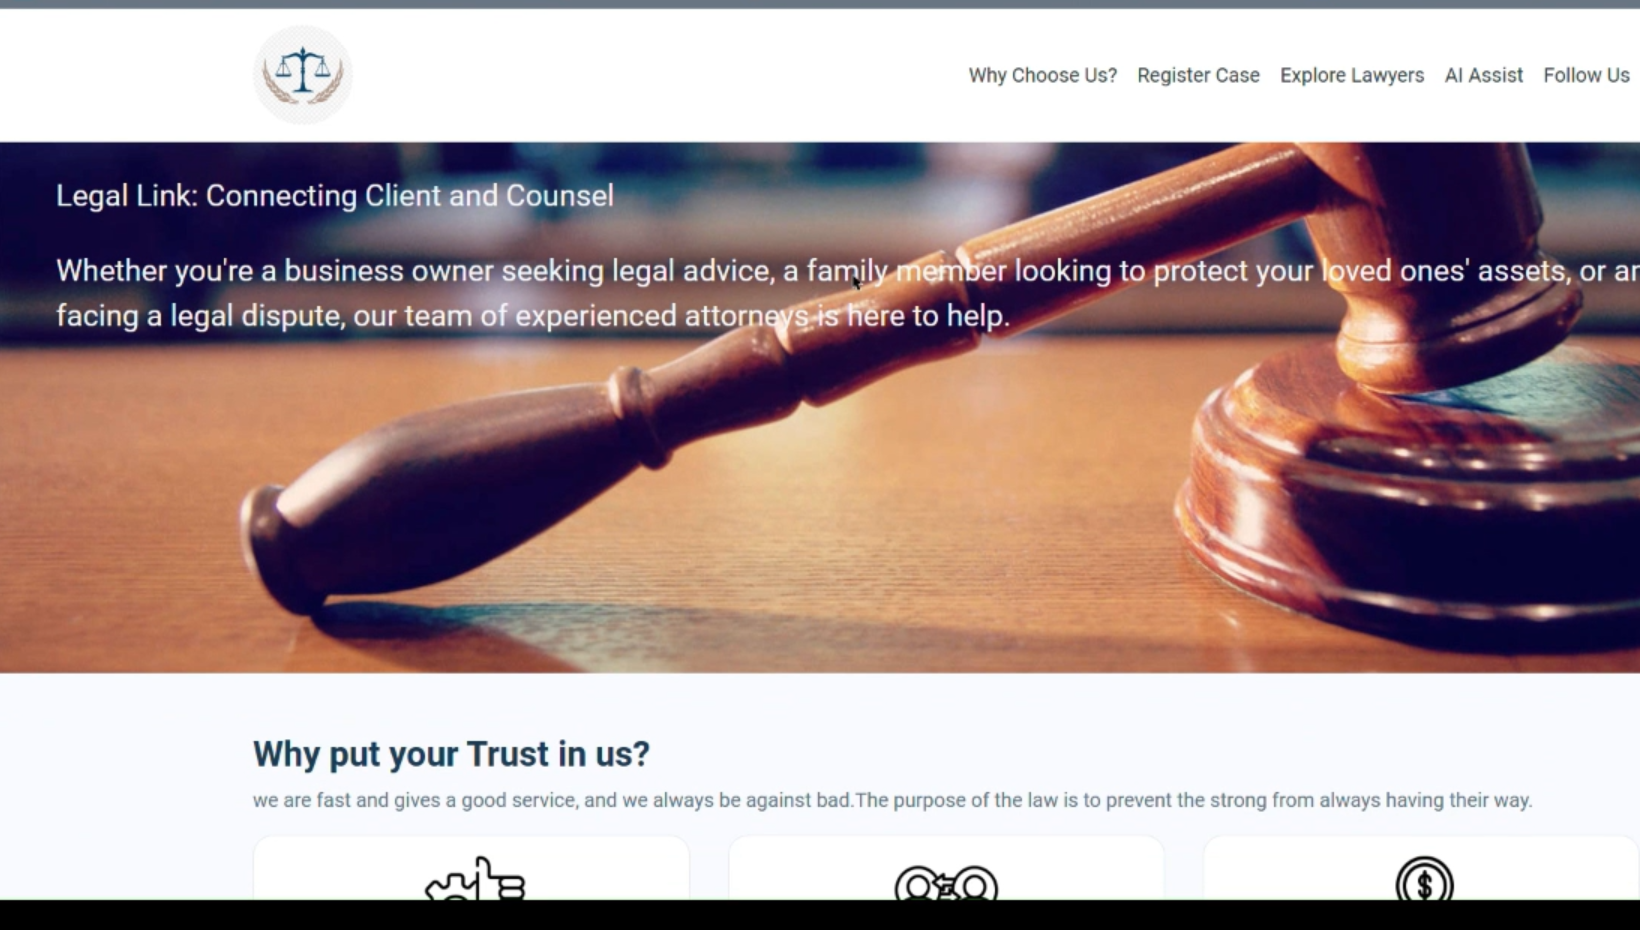 Why Choose Us? Register Case Explore Lawyers AI Assist Follow Us
Legal Link: Connecting Client and Counsel
Whether you're a business owner seeking legal advice, a family member looking to protect your loved ones' assets, or
facing a legal dispute, our team of experienced attorneys is here to help.
Why put your Trust in us?
we are fast and gives a good service, and we always be against bad.The purpose of the law is to prevent the strong from always having their way.
$